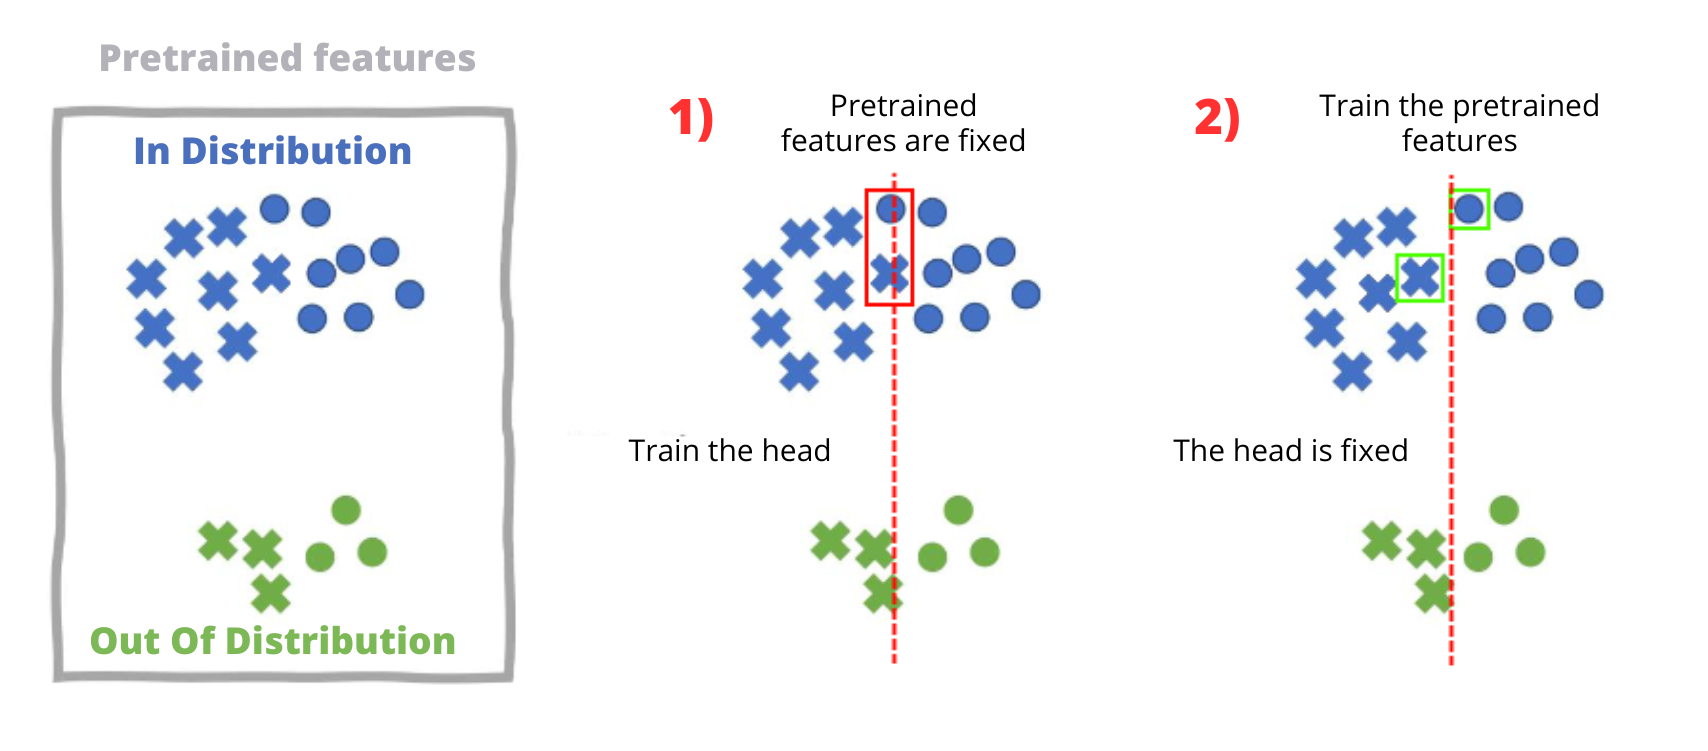 Pretrained features
In Distribution
Out Of Distribution
1)
Pretrained
features are fixed
Train the head
2)
Train the pretrained
features
The head is fixed